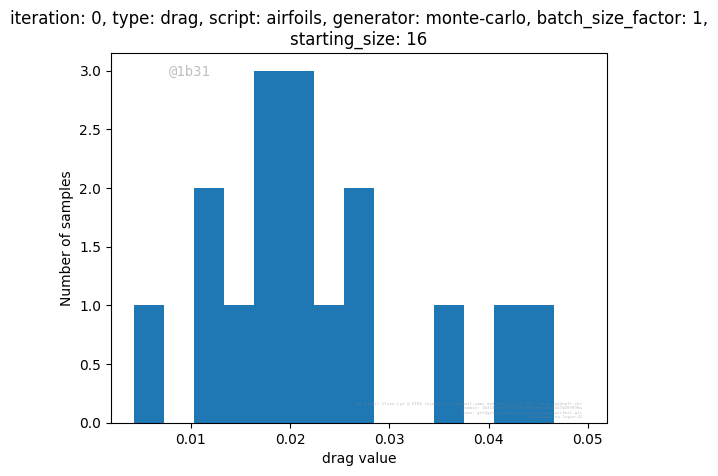 iteration: 0, type: drag, script: airfoils, generator: monte-carlo, batch_size_factor: 1,
starting_size: 16
@1b31
3.0
2.5
2.0
1.5
1.0
0.5
0.0
Number of samples
0.01
0.02
0.03
0.04
0.05
drag value